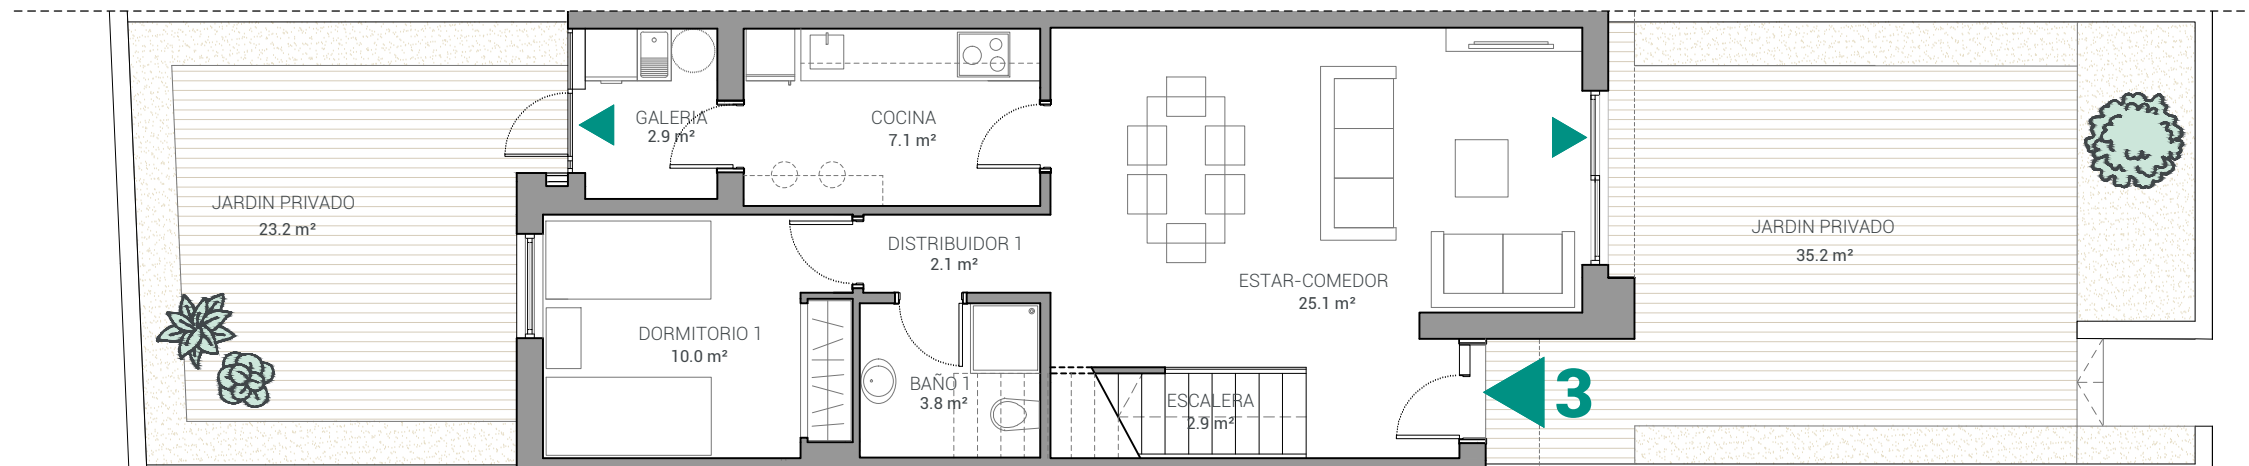 JARDIN PRIVADO
23.2 m²
GALERIA
2.9 m²
COCINA
7.1 m²
DISTRIBUIDOR 1
2.1 m²
DORMITORIO 1
10.0 m²
BAÑO 1
3.8 m²
ESTAR-COMEDOR
25.1 m²
ESCALERA
2.9 m²
3
JARDIN PRIVADO
35.2 m²